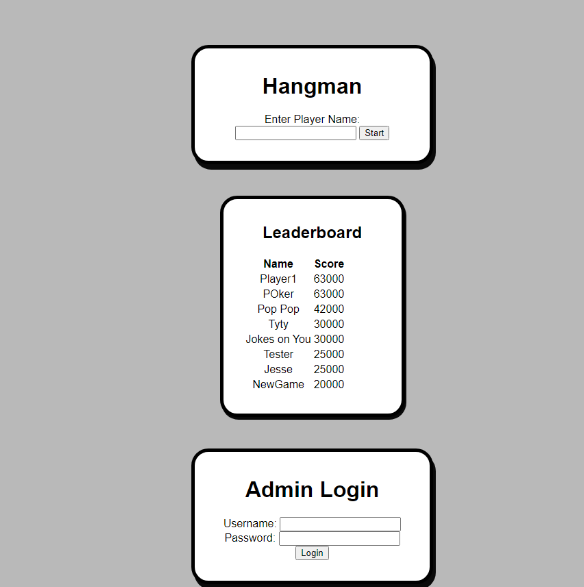 Hangman
Enter Player Name:
Start
Leaderboard
Name Score
Player1 63000
POker 63000
Pop Pop 42000
Tyty 30000
Jokes on You 30000
Tester 25000
Jesse 25000
NewGame 20000
Admin Login
Username:
Password:
Login